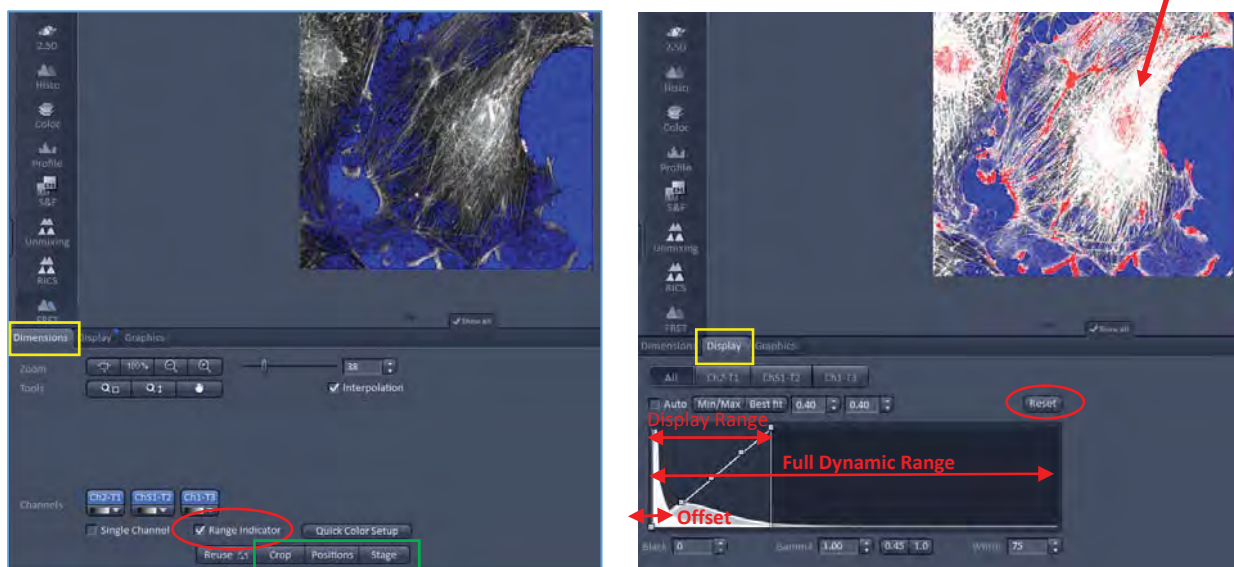 2.5D
Histo
Color
Profile
S&F
Unmixing
RICS
FRET
Show all
Dimensions Display Graphics
Zoom 100% 38
Tools Interpolation
Channels Ch2-T1 ChS1-T2 Ch1-T3
Single Channel Range Indicator Quick Color Setup
Reuse Crop Positions Stage
2.5D
Histo
Color
Profile
S&F
Unmixing
RICS
FRET
Show all
Dimensions Display Graphics
All Ch2-T1 ChS1-T2 Ch1-T3
Auto Min/Max Best fit 0.40 0.40 Reset
Display Range
Full Dynamic Range
Offset
Black 0 Gamma 1.00 0.45 1.0 White 75